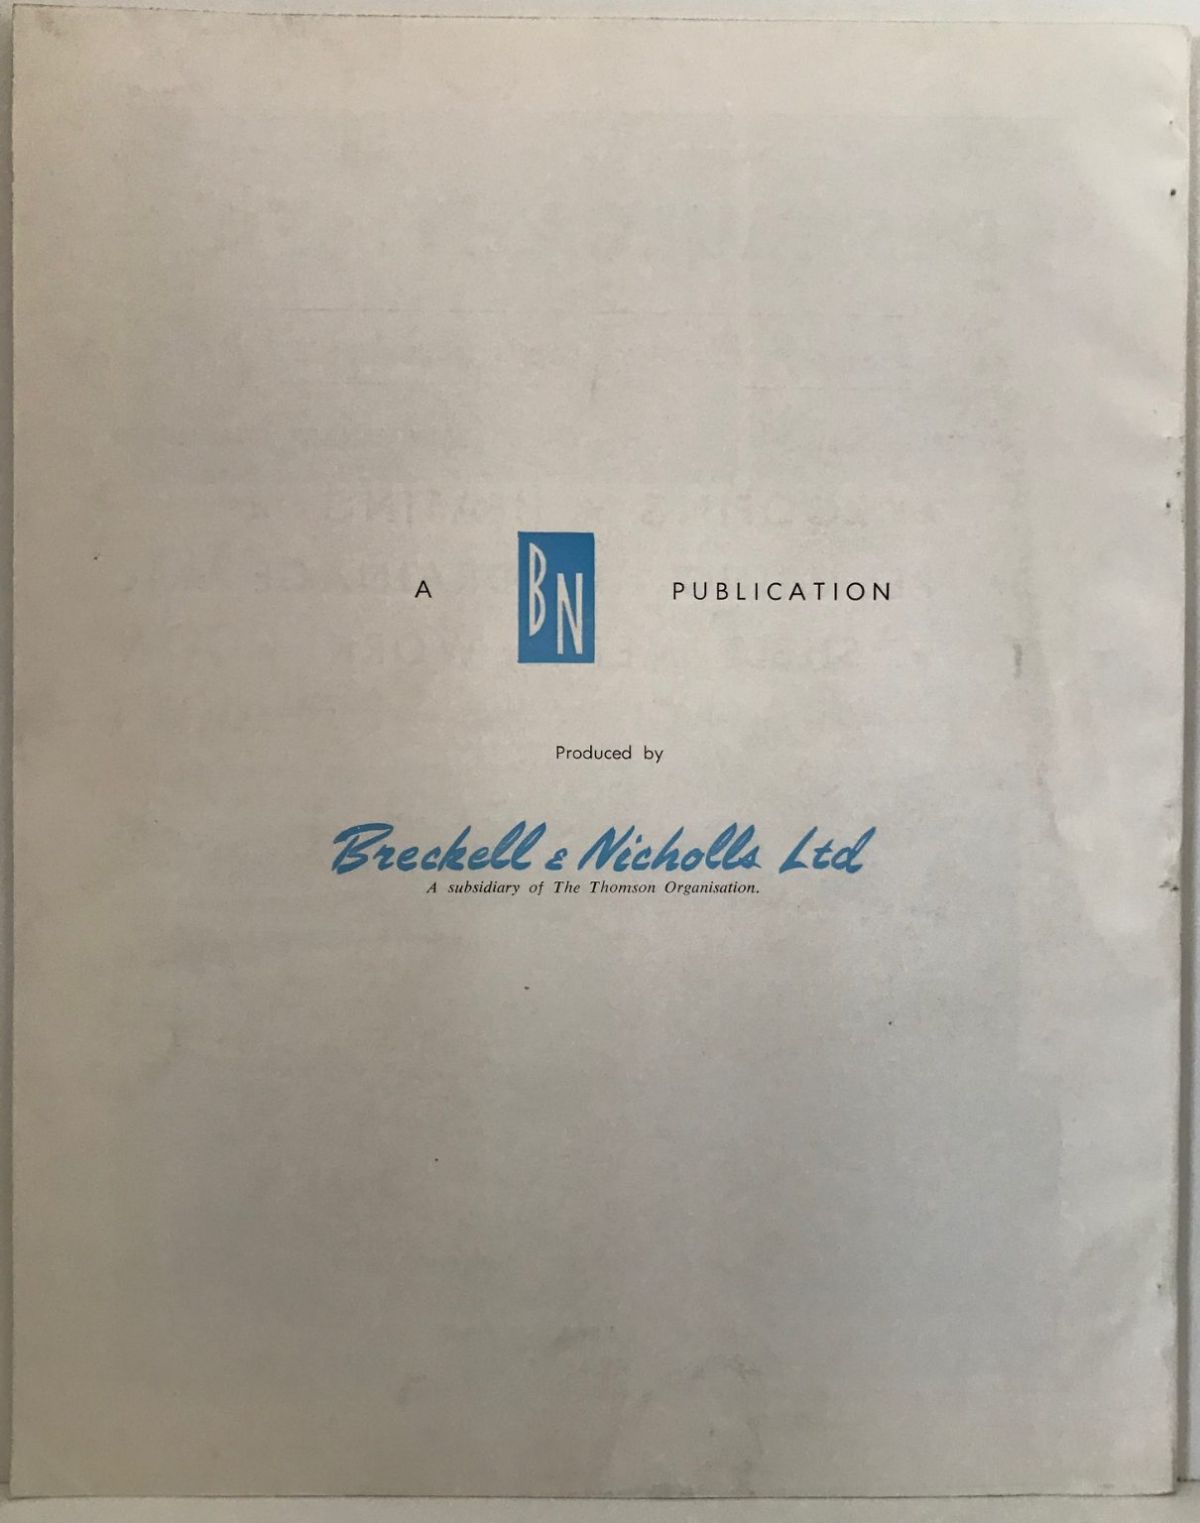 A BN PUBLICATION
Produced by
Breckell & Nicholls Ltd
A subsidiary of The Thomson Organisation.